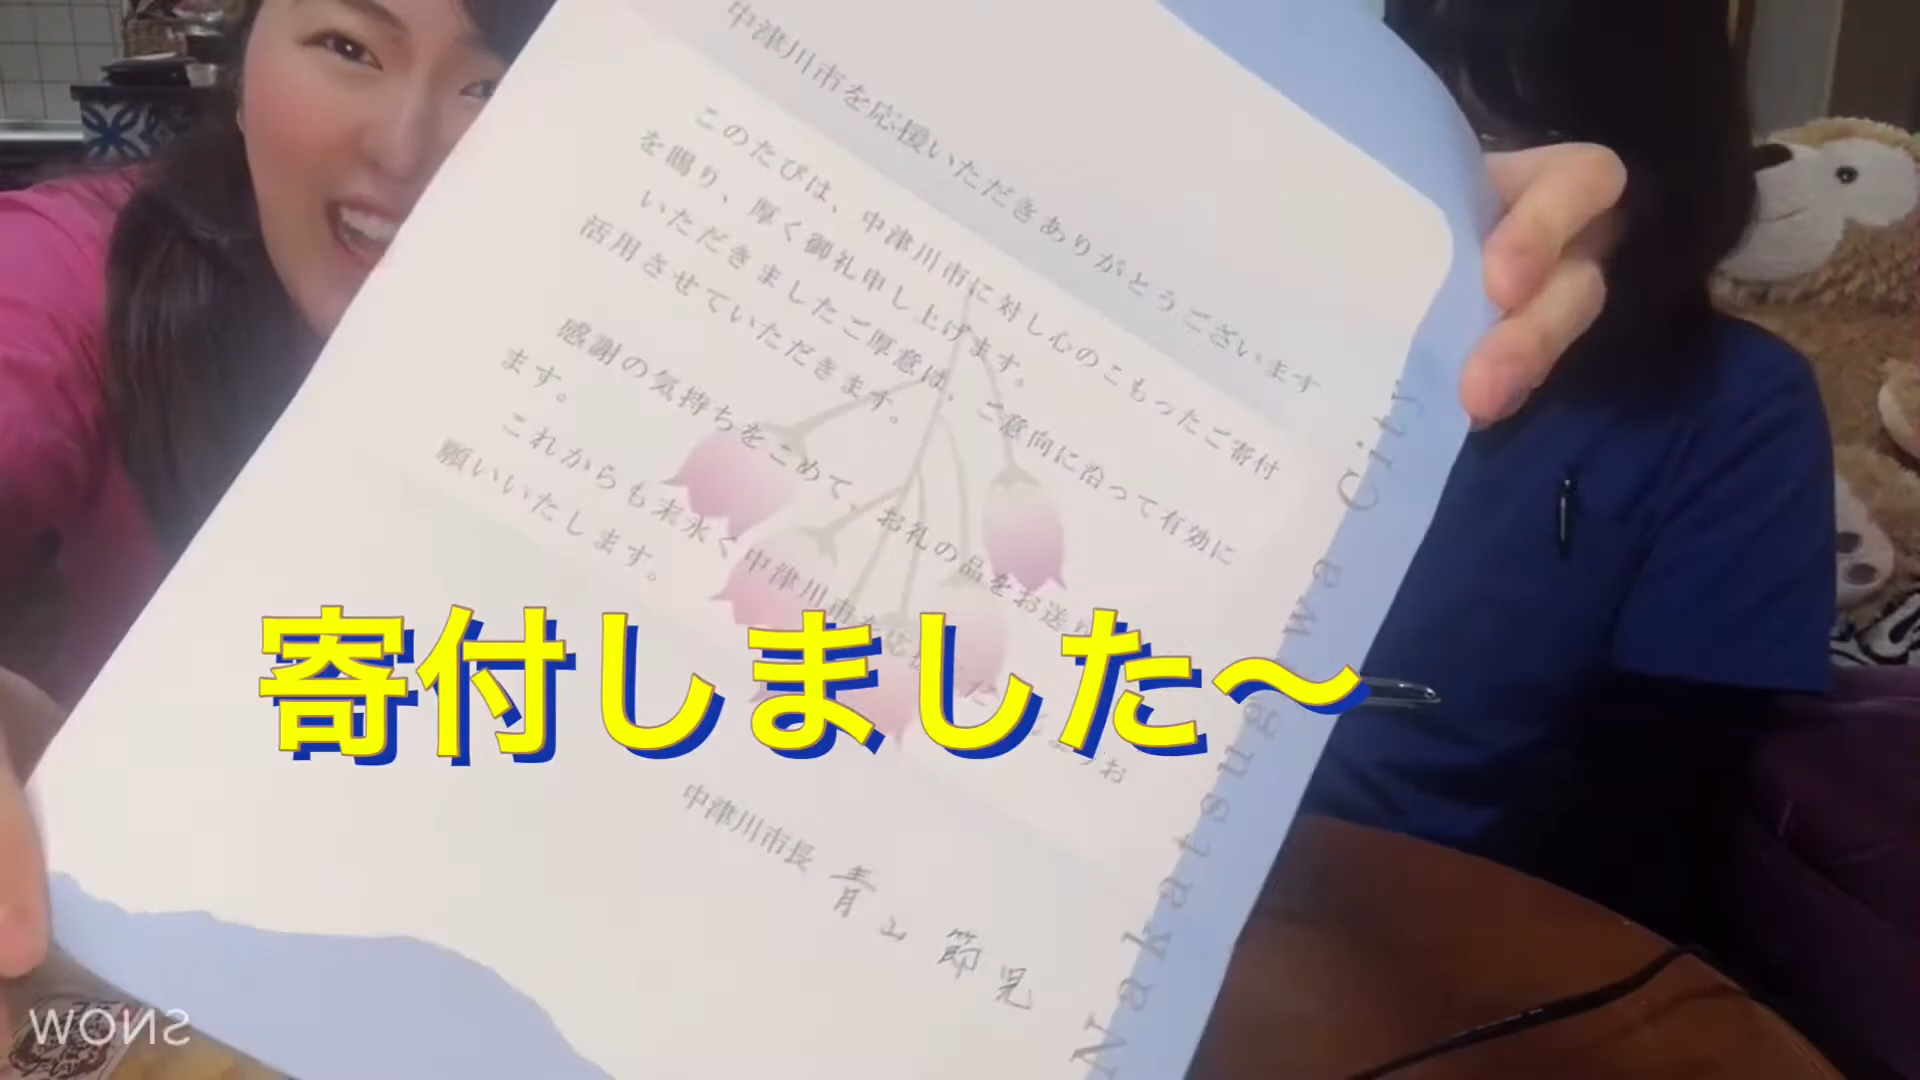 中津川市を応援いただきありがとうございます
このたびは、中津川市に対し心のこもったご寄付
を賜り、厚く御礼申し上げます。
いただきましたご厚意は、ご意向に沿って有効に
活用させていただきます。
感謝の気持ちをこめて、お礼の品をお送り
ます。
これからも末永く中津川市を応
願いいたします。
寄付しました〜
中津川市長 青山 節児
Nakatsugawa City
SNOW